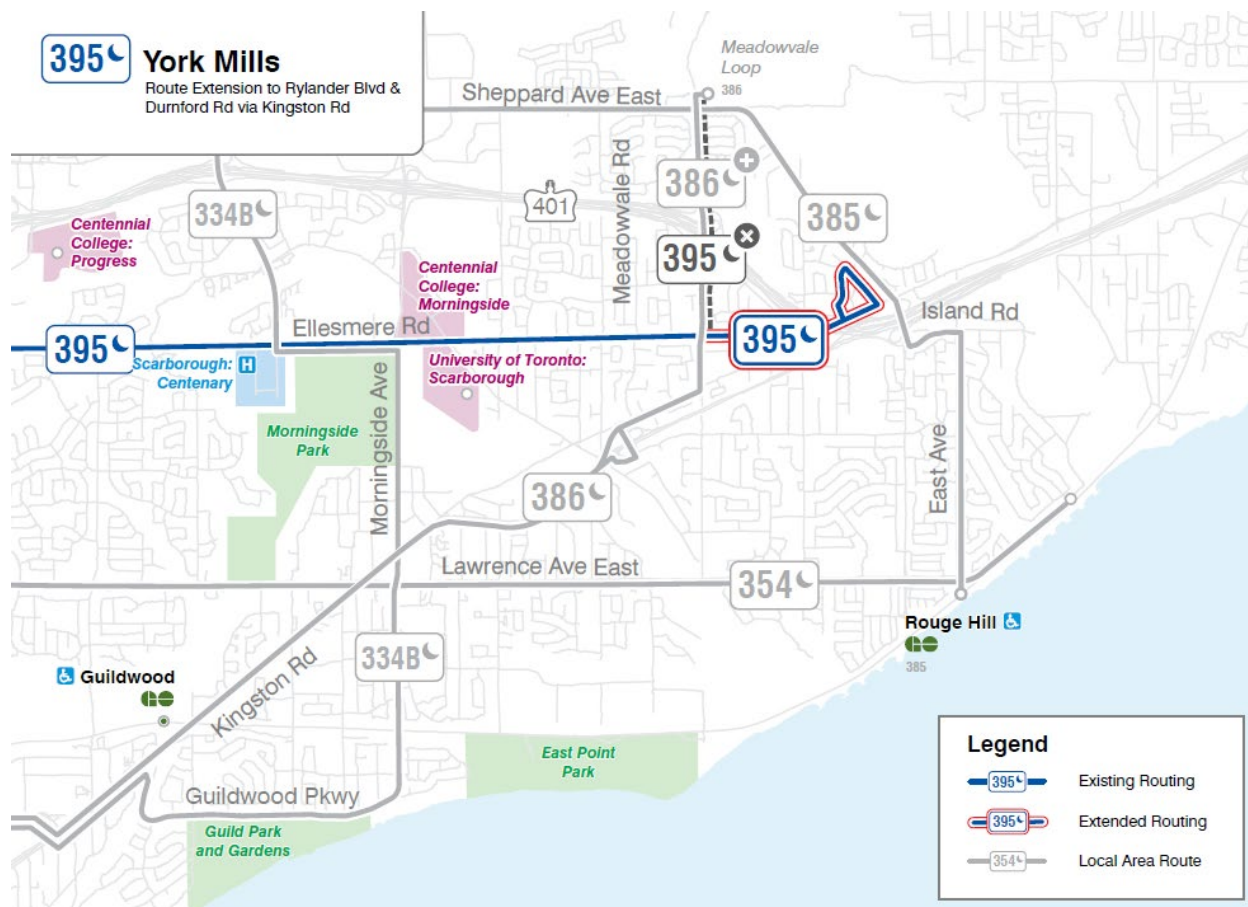 395
York Mills
Route Extension to Rylander Blvd &
Durnford Rd via Kingston Rd
Meadowvale
Loop
386
Sheppard Ave East
Meadowvale Rd
386
401
334B
385
Centennial
College:
Progress
395
Centennial
College:
Morningside
Island Rd
Ellesmere Rd
395
395
Scarborough:
Centenary
H
University of Toronto:
Scarborough
Morningside Ave
Morningside
Park
East Ave
386
Lawrence Ave East
354
Rouge Hill
GO
385
334B
Guildwood
GO
Kingston Rd
East Point
Park
Guildwood Pkwy
Guild Park
and Gardens
Legend
395 Existing Routing
395 Extended Routing
354 Local Area Route